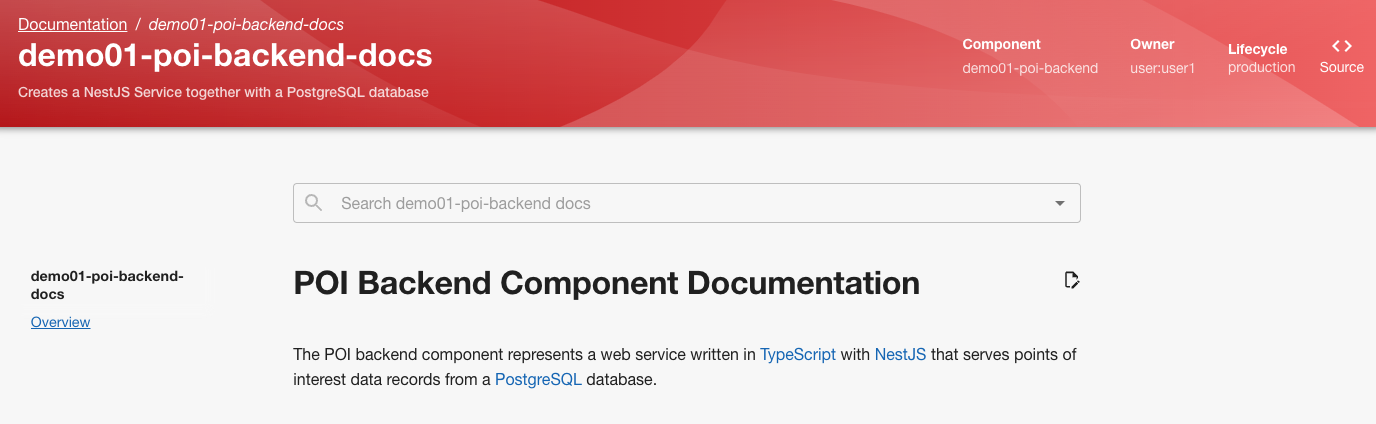 Documentation / demo01-poi-backend-docs
demo01-poi-backend-docs
Creates a NestJS Service together with a PostgreSQL database
Component
demo01-poi-backend
Owner
user:user1
Lifecycle
production
Source
Search demo01-poi-backend docs
demo01-poi-backend-
docs
Overview
POI Backend Component Documentation
The POI backend component represents a web service written in TypeScript with NestJS that serves points of
interest data records from a PostgreSQL database.